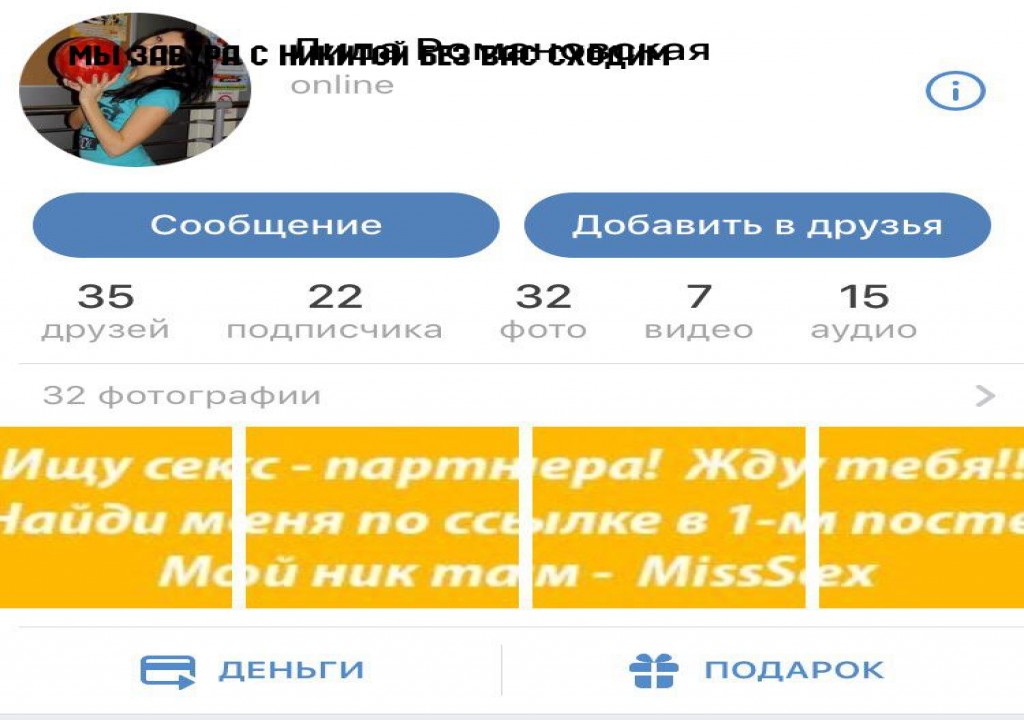 МЫ ЗАВТРА С НИКИТОЙ БЕЗ ВАС СХОДИМ
Лида Романовская
online
i
Сообщение
Добавить в друзья
35 22 32 7 15
друзей подписчика фото видео аудио
32 фотографии
Ищу секс - партнера! Жду тебя!!
Найди меня по ссылке в 1-м посте
Мой ник там - MissSex
ДЕНЬГИ
ПОДАРОК